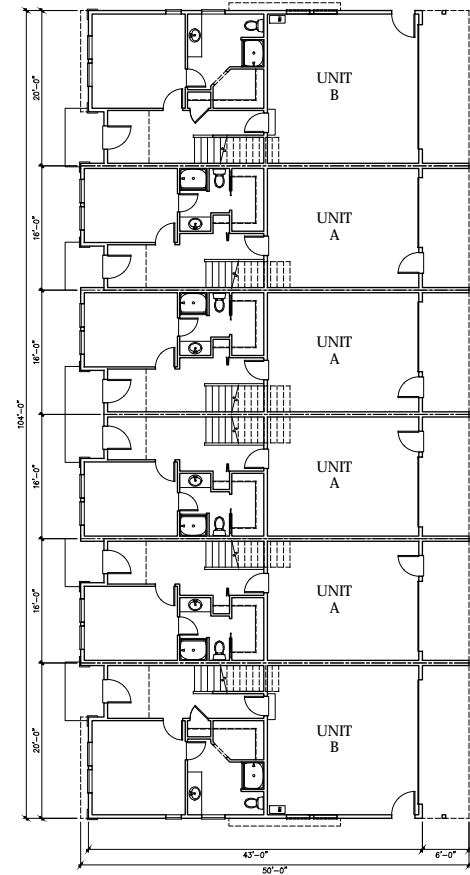 20'-0"
UNIT
B
16'-0"
UNIT
A
16'-0"
UNIT
A
104'-0"
16'-0"
UNIT
A
16'-0"
UNIT
A
20'-0"
UNIT
B
43'-0"
6'-0"
50'-0"